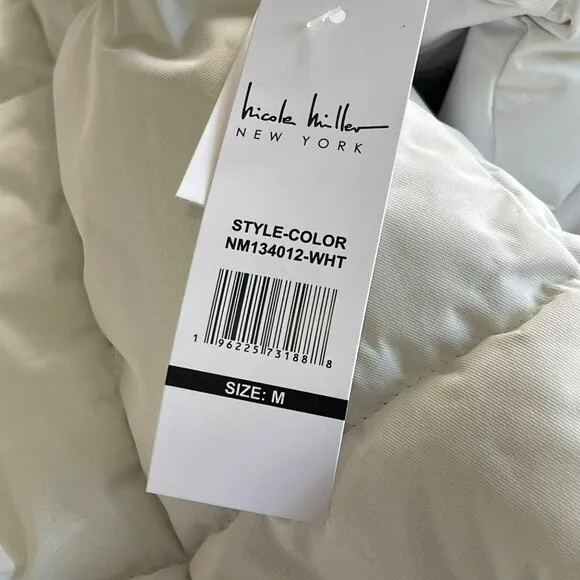 nicole miller
NEW YORK
STYLE-COLOR
NM134012-WHT
1 96225 73188 8
SIZE: M